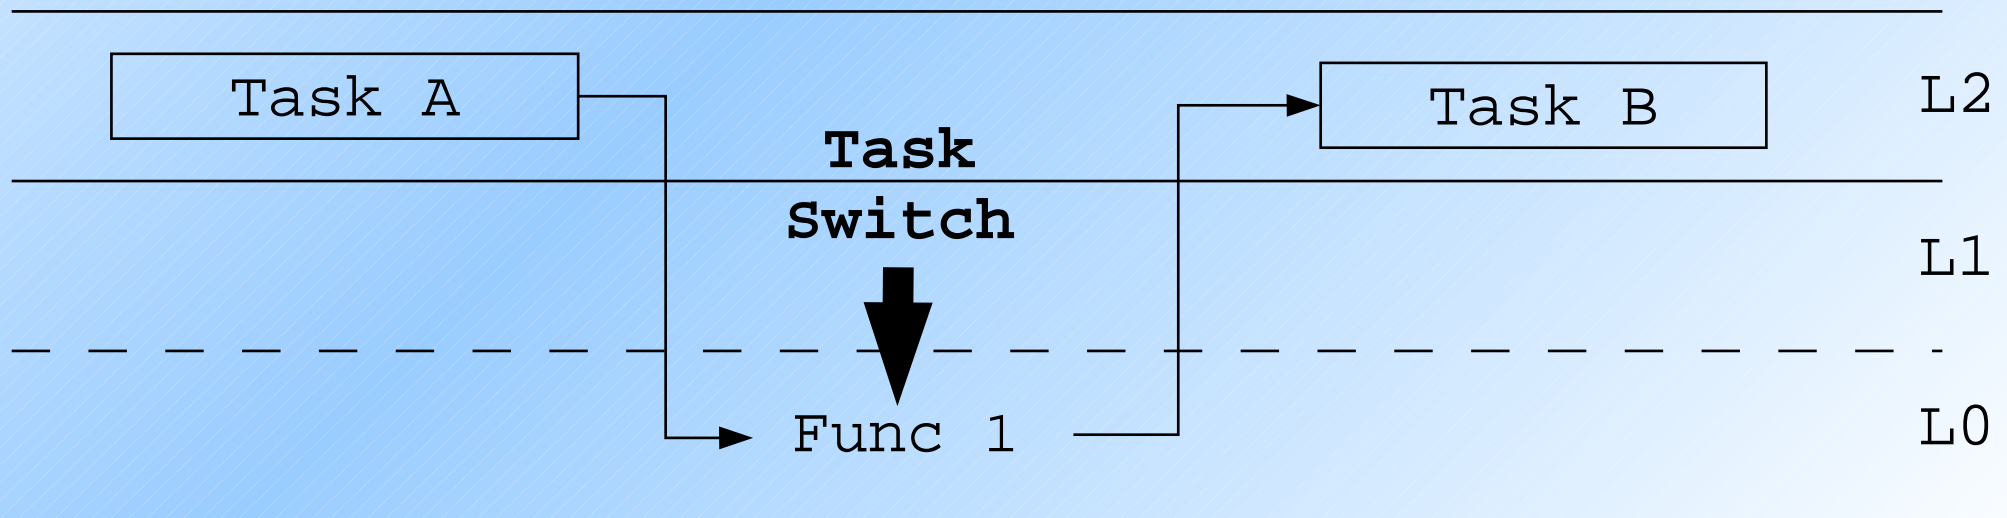 Task A
Task
Switch
Task B
L2
L1
Func 1
L0